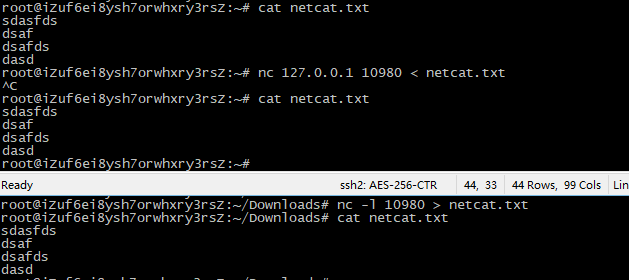 root@iZuf6ei8ysh7orwhxry3rsZ:~# cat netcat.txt
sdasfds
dsaf
dsafds
dasd
root@iZuf6ei8ysh7orwhxry3rsZ:~# nc 127.0.0.1 10980 < netcat.txt
^C
root@iZuf6ei8ysh7orwhxry3rsZ:~# cat netcat.txt
sdasfds
dsaf
dsafds
dasd
root@iZuf6ei8ysh7orwhxry3rsZ:~#
Ready ssh2: AES-256-CTR 44, 33 44 Rows, 99 Cols Lin
root@iZuf6ei8ysh7orwhxry3rsZ:~/Downloads# nc -l 10980 > netcat.txt
root@iZuf6ei8ysh7orwhxry3rsZ:~/Downloads# cat netcat.txt
sdasfds
dsaf
dsafds
dasd